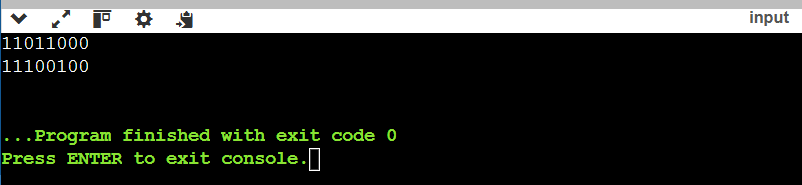 input
11011000
11100100
...Program finished with exit code 0
Press ENTER to exit console.